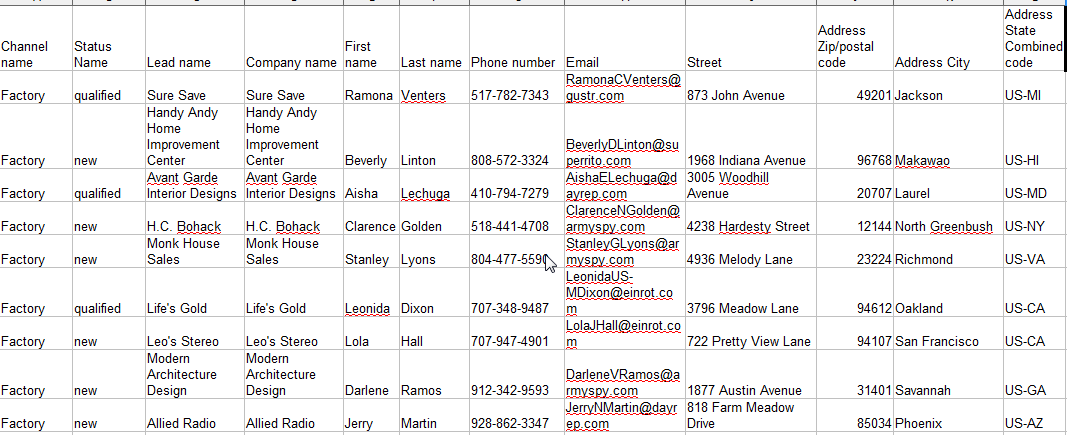 Channel
name
Status
Name
Lead name
Company name
First
name
Last name
Phone number
Email
Street
Address
Zip/postal
code
Address City
Address
State
Combined
code
Factory
qualified
Sure Save
Sure Save
Ramona
Venters
517-782-7343
RamonaCVenters@
gustr.com
873 John Avenue
49201
Jackson
US-MI
Factory
new
Handy Andy
Home
Improvement
Center
Handy Andy
Home
Improvement
Center
Beverly
Linton
808-572-3324
BeverlyDLinton@su
perrito.com
1968 Indiana Avenue
96768
Makawao
US-HI
Factory
qualified
Avant Garde
Interior Designs
Avant Garde
Interior Designs
Aisha
Lechuga
410-794-7279
AishaELechuga@d
ayrep.com
3005 Woodhill
Avenue
20707
Laurel
US-MD
Factory
new
H.C. Bohack
H.C. Bohack
Clarence
Golden
518-441-4708
ClarenceNGolden@
armyspy.com
4238 Hardesty Street
12144
North Greenbush
US-NY
Factory
new
Monk House
Sales
Monk House
Sales
Stanley
Lyons
StanleyGLyons@ar
myspy.com
4936 Melody Lane
23224
Richmond
US-VA
Factory
qualified
Life's Gold
Life's Gold
Leonida
Dixon
707-348-9487
LeonidaUS-
MDixon@einrot.co
m
3796 Meadow Lane
94612
Oakland
US-CA
Factory
new
Leo's Stereo
Leo's Stereo
Lola
Hall
707-947-4901
LolaJHall@einrot.co
m
722 Pretty View Lane
94107
San Francisco
US-CA
Factory
new
Modern
Architecture
Design
Modern
Architecture
Design
Darlene
Ramos
912-342-9593
DarleneVRamos@a
rmyspy.com
1877 Austin Avenue
31401
Savannah
US-GA
Factory
new
Allied Radio
Allied Radio
Jerry
Martin
928-862-3347
JerryNMartin@dayr
ep.com
818 Farm Meadow
Drive
85034
Phoenix
US-AZ